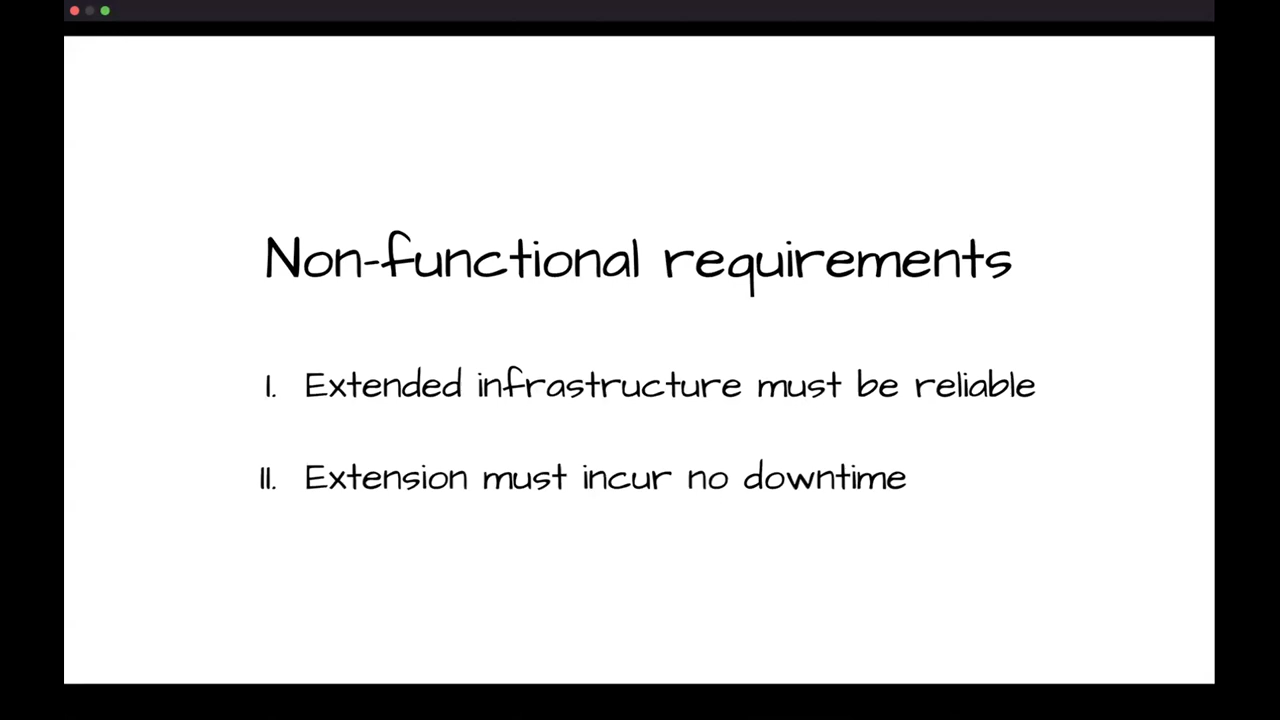 Non-functional requirements
I. Extended infrastructure must be reliable
II. Extension must incur no downtime